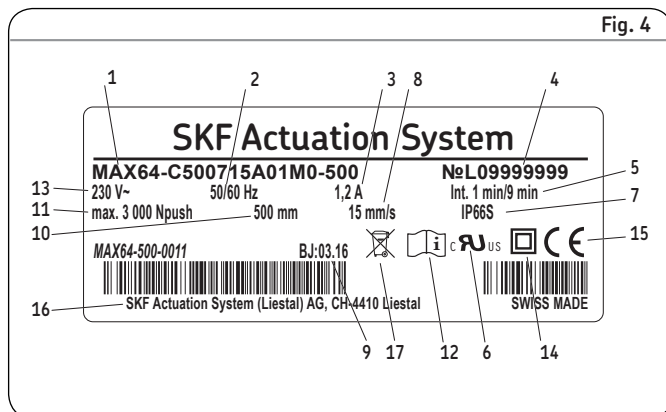 Fig. 4
1 2 3 8 4
SKF Actuation System
MAX64-C500715A01M0-500 №L09999999
5
13 230 V~ 50/60 Hz 1,2 A Int. 1 min/9 min
7
11 max. 3 000 Npush 500 mm 15 mm/s IP66S
10
15
MAX64-500-0011 BJ:03.16 i c RU US CE
16 SKF Actuation System (Liestal) AG, CH-4410 Liestal SWISS MADE
9 17 12 6 14